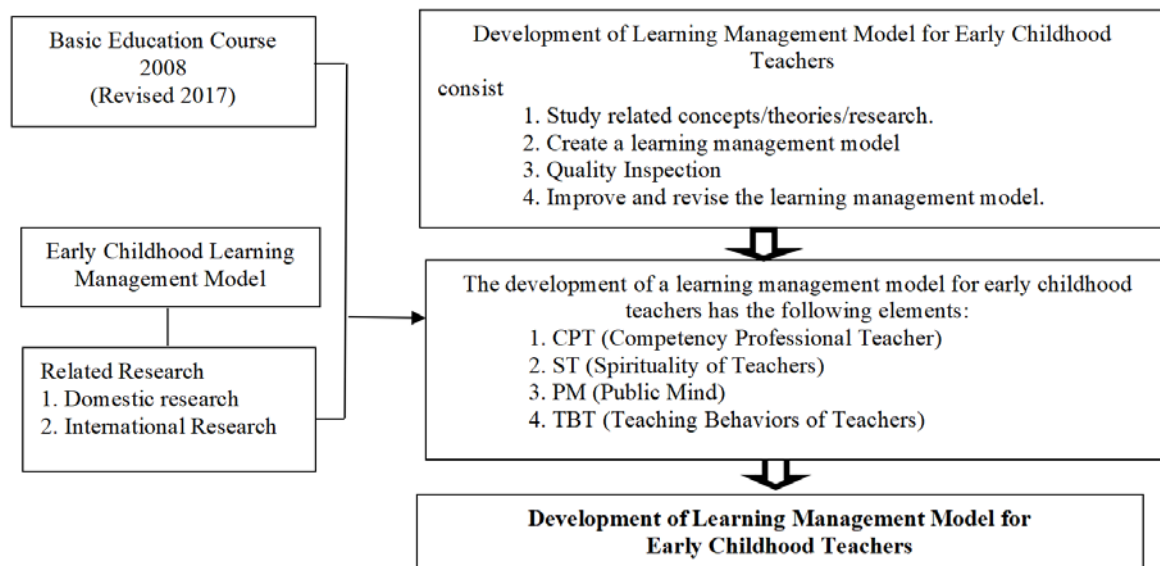 Basic Education Course
2008
(Revised 2017)
Early Childhood Learning
Management Model
Related Research
1. Domestic research
2. International Research
Development of Learning Management Model for Early Childhood
Teachers
consist
1. Study related concepts/theories/research.
2. Create a learning management model
3. Quality Inspection
4. Improve and revise the learning management model.
The development of a learning management model for early childhood
teachers has the following elements:
1. CPT (Competency Professional Teacher)
2. ST (Spirituality of Teachers)
3. PM (Public Mind)
4. TBT (Teaching Behaviors of Teachers)
Development of Learning Management Model for
Early Childhood Teachers